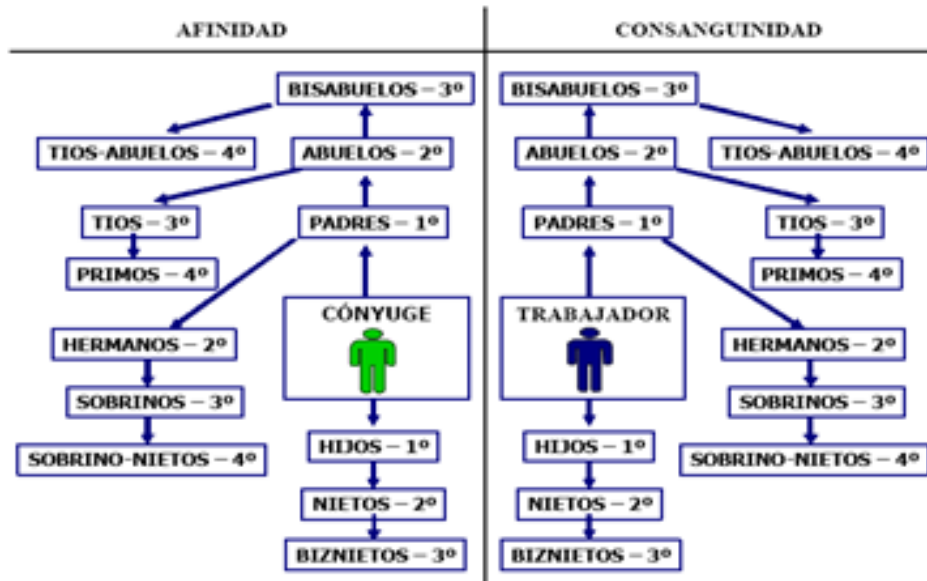 AFINIDAD
CONSANGUINIDAD
BISABUELOS – 3º
BISABUELOS – 3º
TIOS-ABUELOS – 4º
ABUELOS – 2º
ABUELOS – 2º
TIOS-ABUELOS – 4º
TIOS – 3º
PADRES – 1º
PADRES – 1º
TIOS – 3º
PRIMOS – 4º
PRIMOS – 4º
CÓNYUGE
TRABAJADOR
HERMANOS – 2º
HERMANOS – 2º
SOBRINOS – 3º
SOBRINOS – 3º
HIJOS – 1º
HIJOS – 1º
SOBRINO-NIETOS – 4º
SOBRINO-NIETOS – 4º
NIETOS – 2º
NIETOS – 2º
BIZNIETOS – 3º
BIZNIETOS – 3º